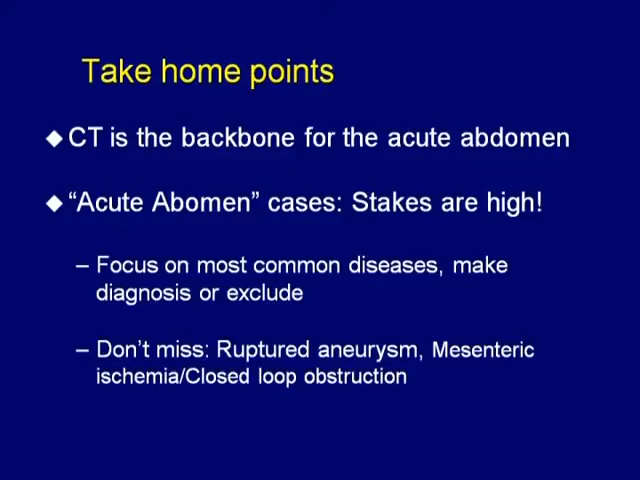 Take home points
◆ CT is the backbone for the acute abdomen
◆ “Acute Abomen” cases: Stakes are high!
– Focus on most common diseases, make
diagnosis or exclude
– Don’t miss: Ruptured aneurysm, Mesenteric
ischemia/Closed loop obstruction